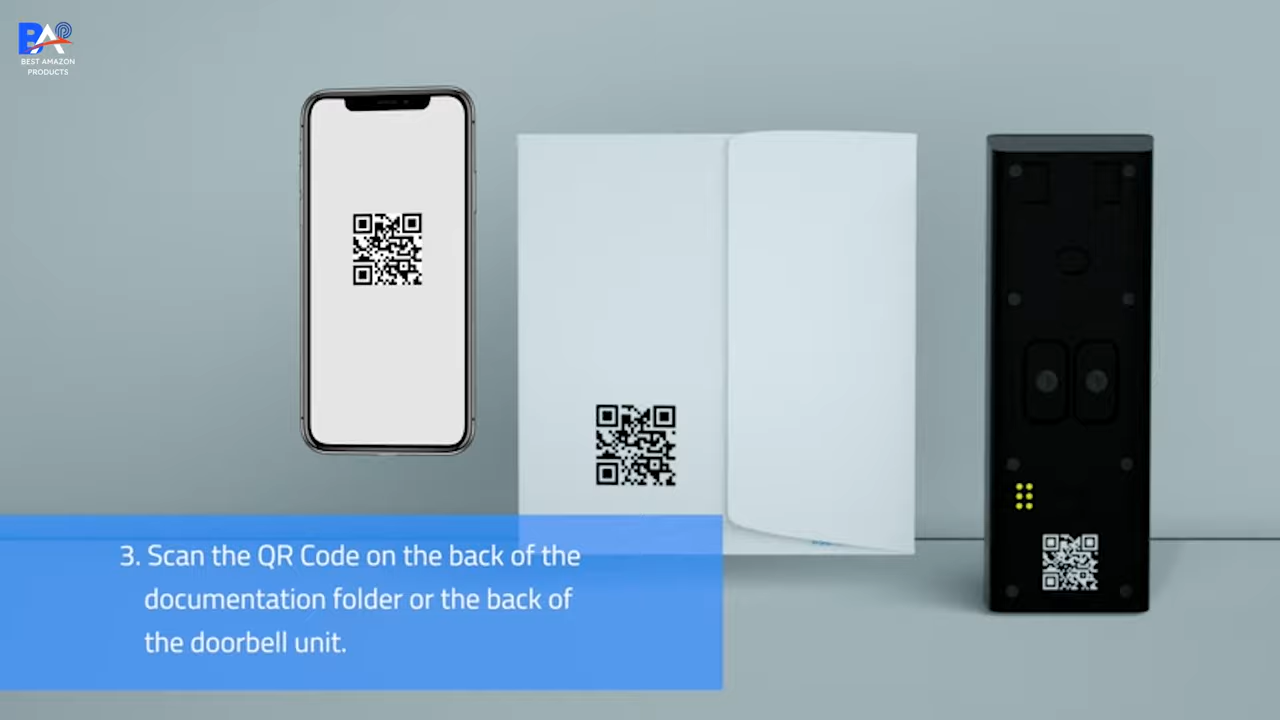 BAP
BEST AMAZON
PRODUCTS
3. Scan the QR Code on the back of the
documentation folder or the back of
the doorbell unit.